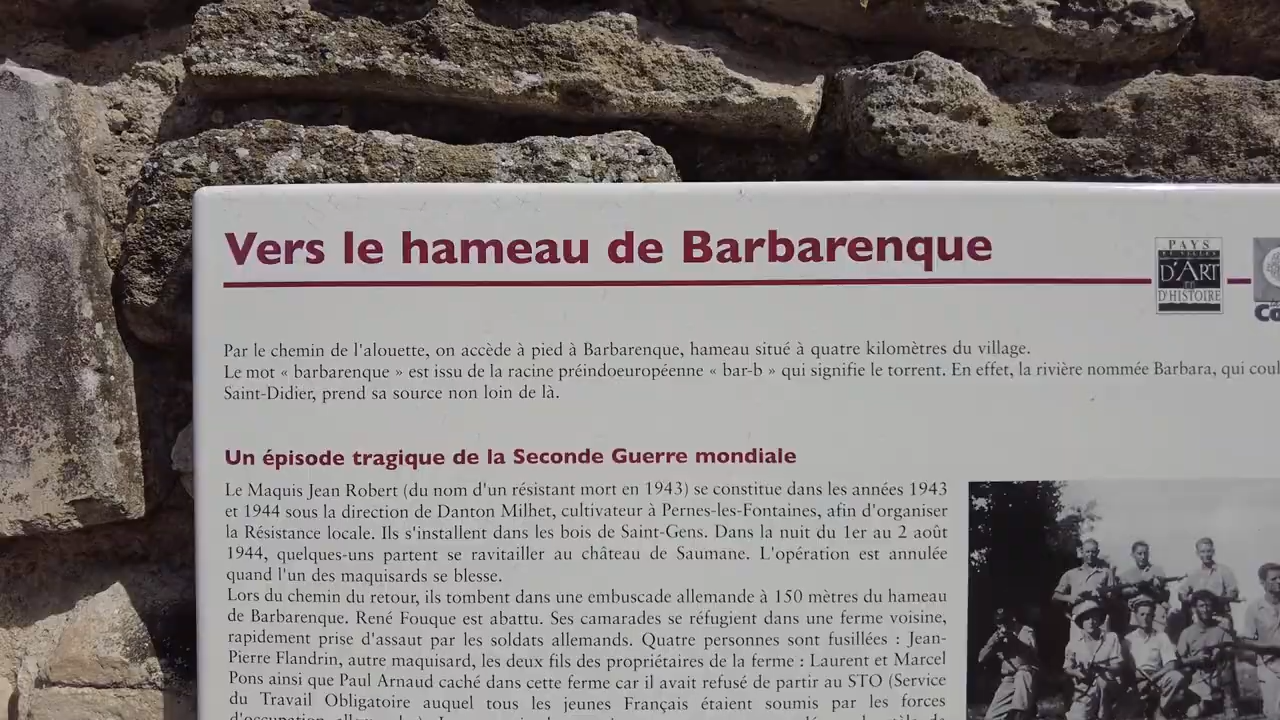 Vers le hameau de Barbarenque
PAYS
D'ART
D'HISTOIRE
Par le chemin de l'alouette, on accède à pied à Barbarenque, hameau situé à quatre kilomètres du village.
Le mot « barbarenque » est issu de la racine préindoeuropéenne « bar-b » qui signifie le torrent. En effet, la rivière nommée Barbara, qui
Saint-Didier, prend sa source non loin de là.
Un épisode tragique de la Seconde Guerre mondiale
Le Maquis Jean Robert (du nom d'un résistant mort en 1943) se constitue dans les années 1943
et 1944 sous la direction de Danton Milhet, cultivateur à Pernes-les-Fontaines, afin d'organiser
la Résistance locale. Ils s'installent dans les bois de Saint-Gens. Dans la nuit du 1er au 2 août
1944, quelques-uns partent se ravitailler au château de Saumane. L'opération est annulée
quand l'un des maquisards se blesse.
Lors du chemin du retour, ils tombent dans une embuscade allemande à 150 mètres du hameau
de Barbarenque. René Fouque est abattu. Ses camarades se réfugient dans une ferme voisine,
rapidement prise d'assaut par les soldats allemands. Quatre personnes sont fusillées : Jean-
Pierre Flandrin, autre maquisard, les deux fils des propriétaires de la ferme : Laurent et Marcel
Pons ainsi que Paul Arnaud caché dans cette ferme car il avait refusé de partir au STO (Service
du Travail Obligatoire auquel tous les jeunes Français étaient soumis par les forces